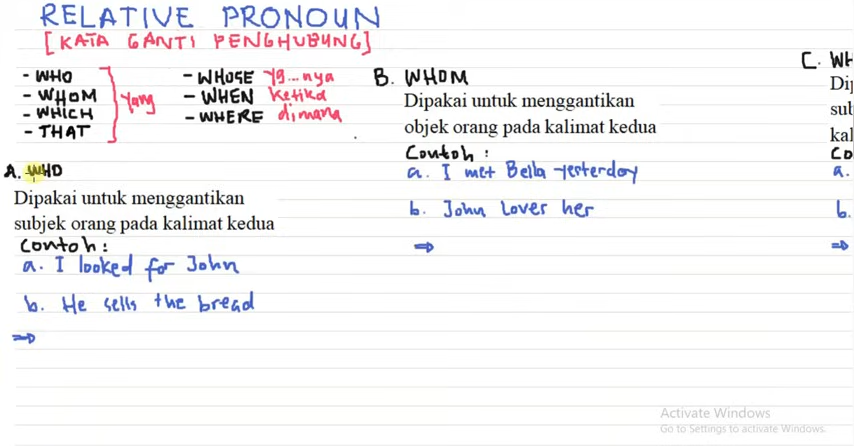 RELATIVE PRONOUN
[KATA GANTI PENGHUBUNG]
- WHO
- WHOM
- WHICH
- THAT
Yang
- WHOSE Yg...nya
- WHEN ketika
- WHERE dimana
A. WHO
Dipakai untuk menggantikan
subjek orang pada kalimat kedua
Contoh :
a. I looked for John
b. He sells the bread
⇒
B. WHOM
Dipakai untuk menggantikan
objek orang pada kalimat kedua
Contoh :
a. I met Bella yesterday
b. John Lover her
⇒
C. WH
Di
sub
kal
Co
a.
b.
⇒
Activate Windows
Go to Settings to activate Windows.